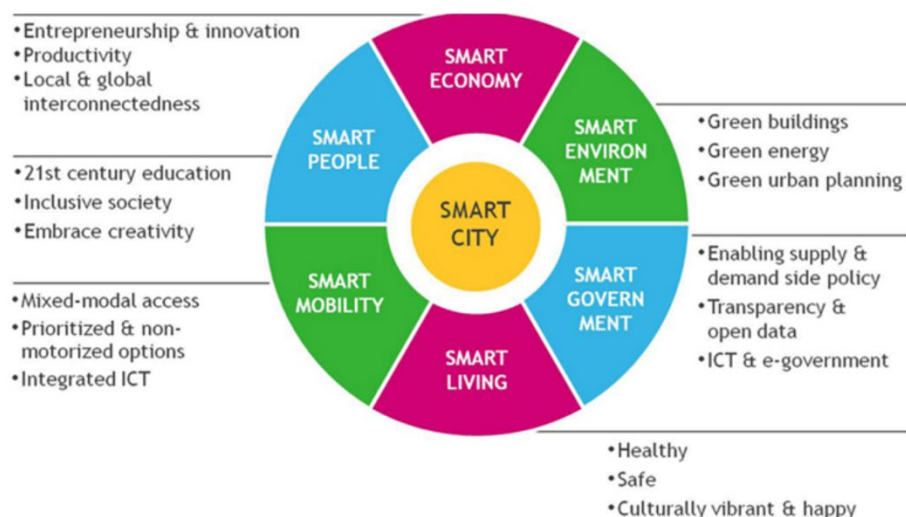 • Entrepreneurship & innovation
• Productivity
• Local & global
interconnectedness
SMART
ECONOMY
SMART
ENVIRON
MENT
• Green buildings
• Green energy
• Green urban planning
SMART
PEOPLE
• 21st century education
• Inclusive society
• Embrace creativity
SMART
CITY
SMART
MOBILITY
• Mixed-modal access
• Prioritized & non-
motorized options
• Integrated ICT
SMART
GOVERN
MENT
• Enabling supply &
demand side policy
• Transparency &
open data
• ICT & e-government
SMART
LIVING
• Healthy
• Safe
• Culturally vibrant & happy